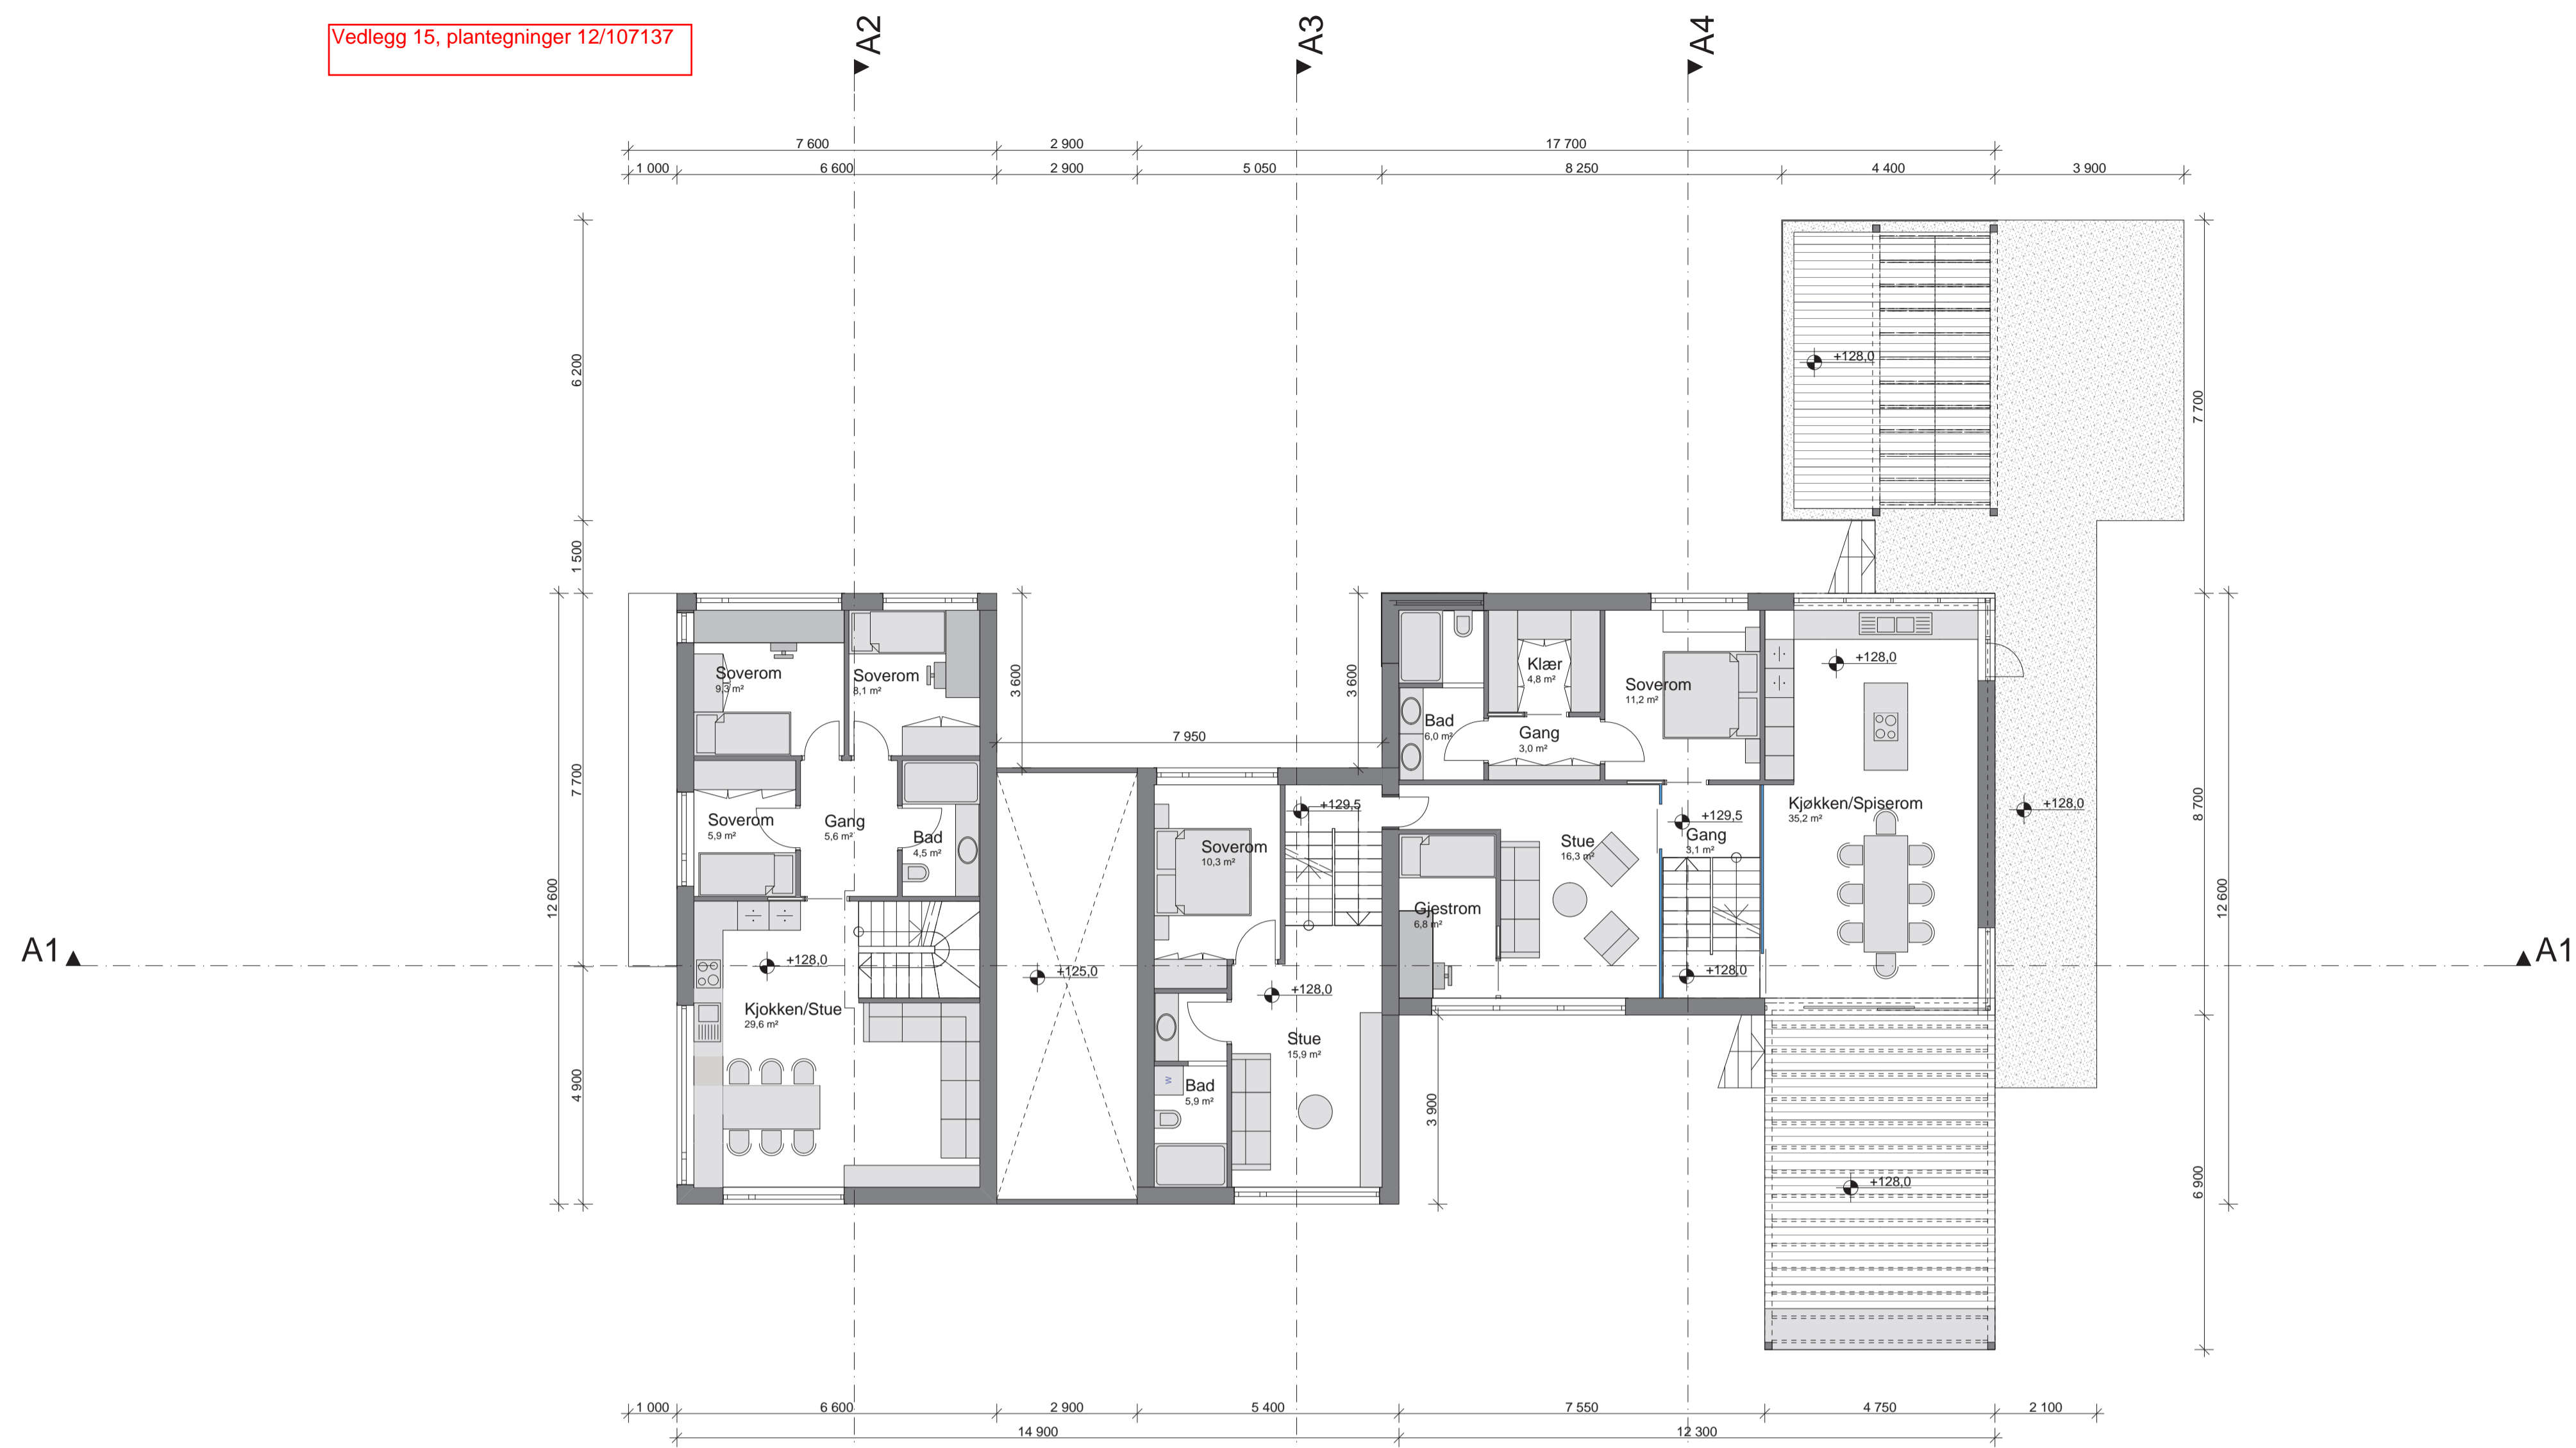 Vedlegg 15, plantegninger 12/107137
A2
A3
A4
7 600
2 900
17 700
1 000
6 600
2 900
5 050
8 250
4 400
3 900
6 200
1 500
7 700
4 900
12 600
3 600
3 600
7 950
3 900
7 700
8 700
6 900
12 600
+128,0
Soverom
9,3 m²
Soverom
8,1 m²
Soverom
5,9 m²
Gang
5,6 m²
Bad
4,5 m²
+128,0
Kjokken/Stue
29,6 m²
+125,0
Soverom
10,3 m²
+129,5
+128,0
Stue
15,9 m²
W
Bad
5,9 m²
Bad
6,0 m²
Klær
4,8 m²
Gang
3,0 m²
Soverom
11,2 m²
+128,0
Kjøkken/Spiserom
35,2 m²
+129,5
Gang
3,1 m²
Stue
16,3 m²
Gjestrom
6,8 m²
+128,0
+128,0
+128,0
A1
A1
1 000
6 600
2 900
5 400
7 550
4 750
2 100
14 900
12 300